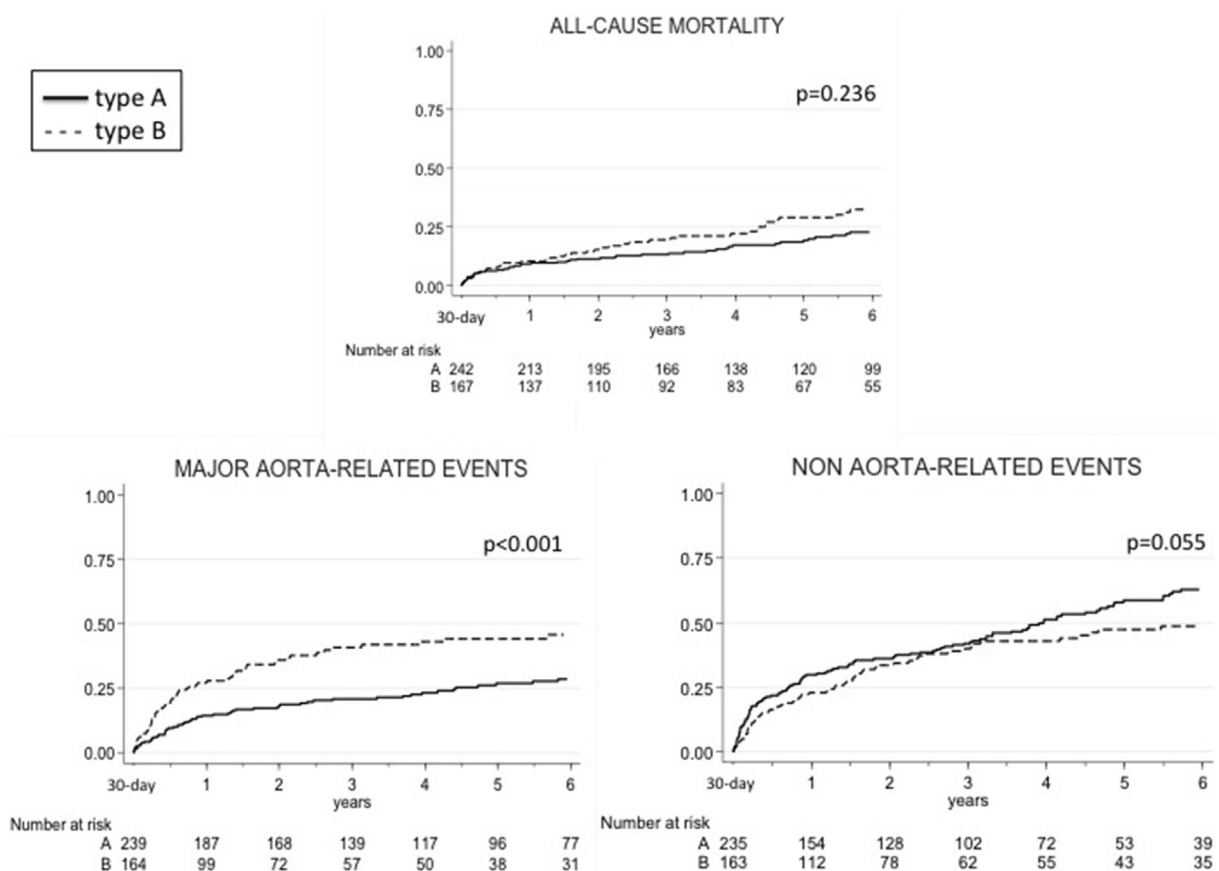 ALL-CAUSE MORTALITY
type A
type B
p=0.236
1.00
0.75
0.50
0.25
0.00
30-day 1 2 3 4 5 6
years
Number at risk
A 242 213 195 166 138 120 99
B 167 137 110 92 83 67 55
MAJOR AORTA-RELATED EVENTS
p<0.001
1.00
0.75
0.50
0.25
0.00
30-day 1 2 3 4 5 6
years
Number at risk
A 239 187 168 139 117 96 77
B 164 99 72 57 50 38 31
NON AORTA-RELATED EVENTS
p=0.055
1.00
0.75
0.50
0.25
0.00
30-day 1 2 3 4 5 6
years
Number at risk
A 235 154 128 102 72 53 39
B 163 112 78 62 55 43 35